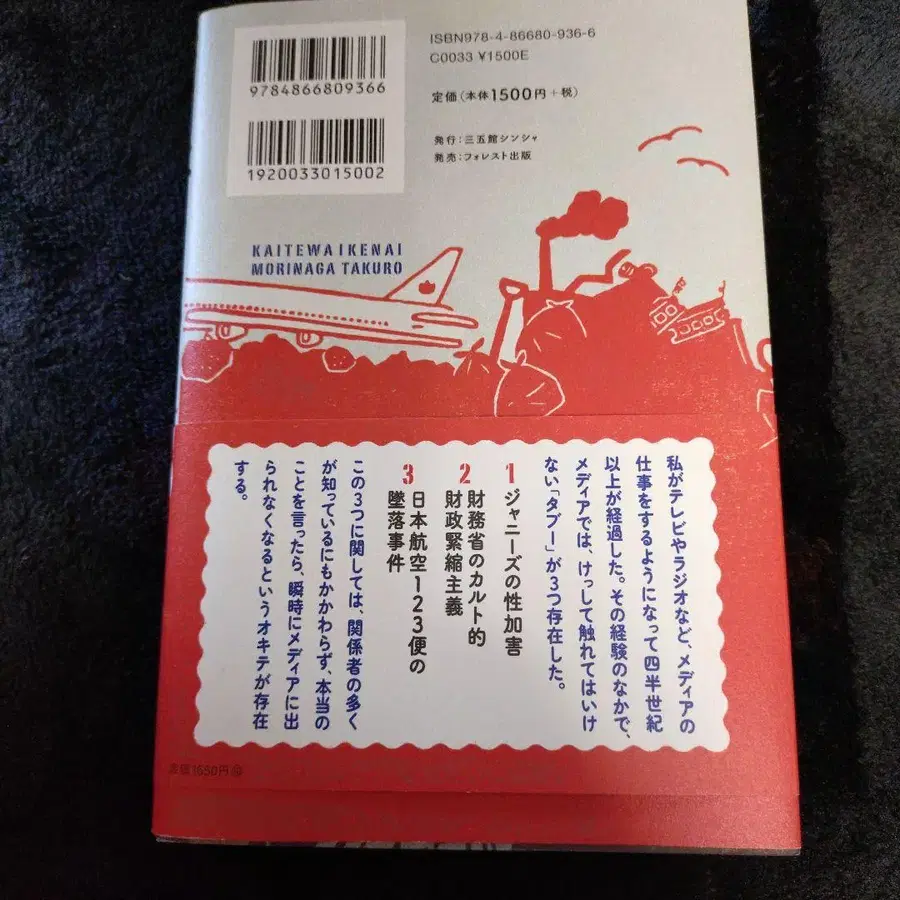 ISBN978-4-86680-936-6
C0033 ¥1500E
9784866809366
定価(本体1500円+税)
1920033015002
発行:三五館シンシャ
発売:フォレスト出版
KAITEWAIKENAI
MORINAGA TAKURO
私がテレビやラジオなど、メディアの
仕事をするようになって四半世紀
以上が経過した。その経験のなかで、
メディアでは、けっして触れてはいけ
ない「タブー」が3つ存在した。
1 ジャニーズの性加害
2 財務省のカルト的
財政緊縮主義
3 日本航空123便の
墜落事件
この3つに関しては、関係者の多く
が知っているにもかかわらず、本当の
ことを言ったら、瞬時にメディアに出
られなくなるというオキテが存在
する。
定価1650円⑩